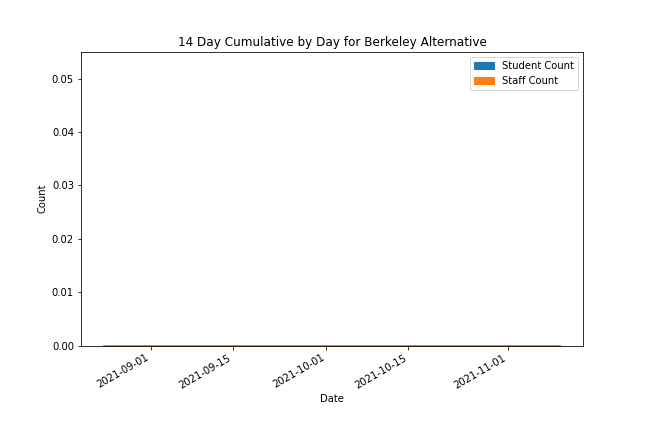 14 Day Cumulative by Day for Berkeley Alternative
Student Count
Staff Count
0.05
0.04
0.03
0.02
0.01
0.00
Count
2021-09-01
2021-09-15
2021-10-01
2021-10-15
2021-11-01
Date